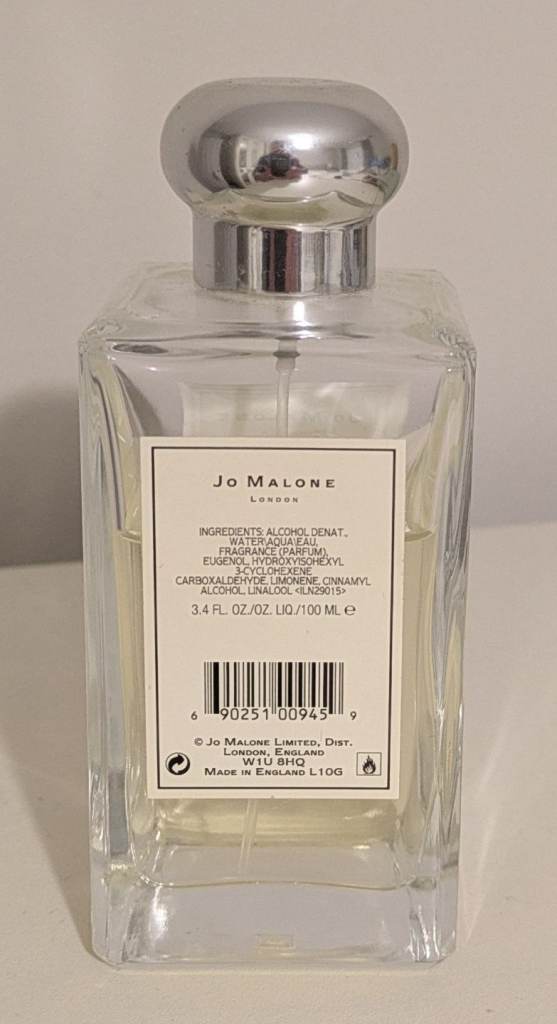 JO MALONE
LONDON
INGREDIENTS: ALCOHOL DENAT.,
WATER\AQUA\EAU,
FRAGRANCE (PARFUM),
EUGENOL, HYDROXYISOHEXYL
3-CYCLOHEXENE
CARBOXALDEHYDE, LIMONENE, CINNAMYL
ALCOHOL, LINALOOL <ILN29015>
3.4 FL. OZ./OZ. LIQ./100 ML ℮
6 90251 00945 9
© JO MALONE LIMITED, DIST.
LONDON, ENGLAND
W1U 8HQ
MADE IN ENGLAND L10G